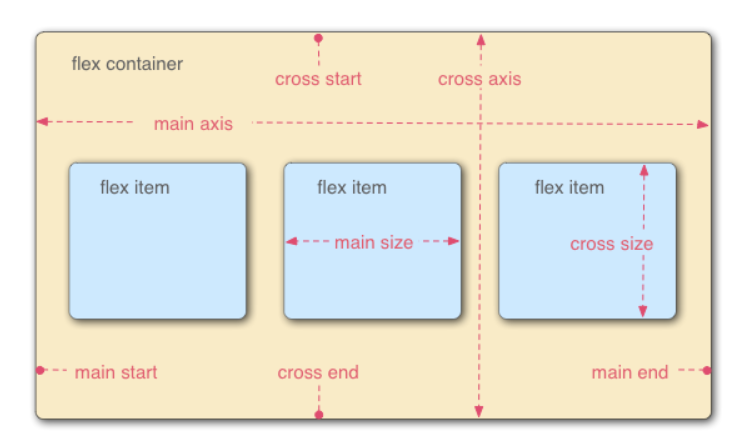 flex container
cross start
cross axis
main axis
flex item
flex item
flex item
main size
cross size
main start
cross end
main end